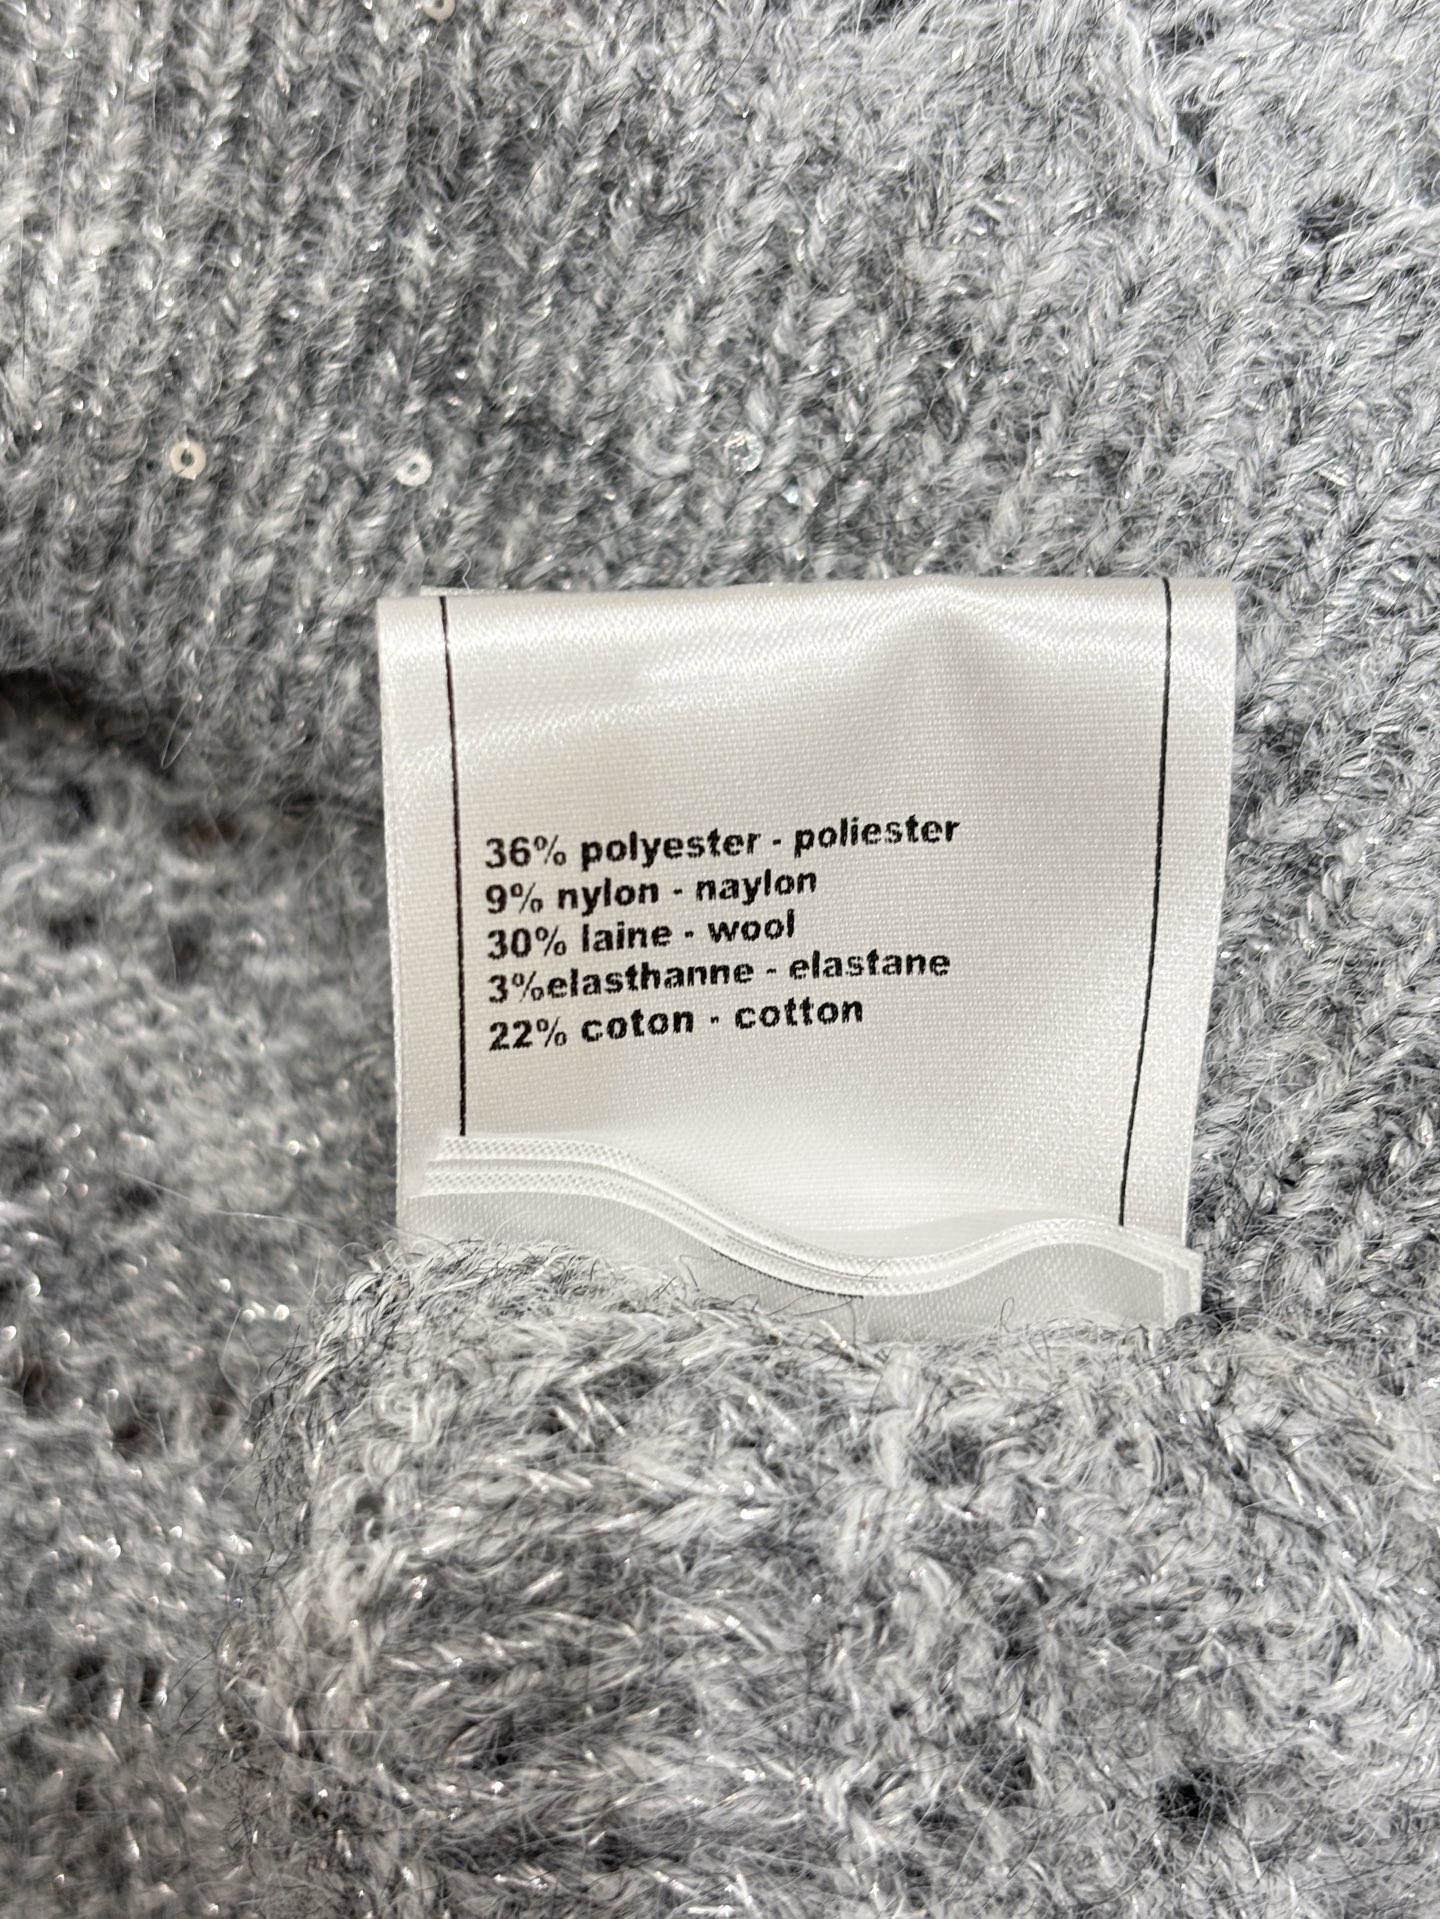 36% polyester - poliester
9% nylon - naylon
30% laine - wool
3%elasthanne - elastane
22% coton - cotton